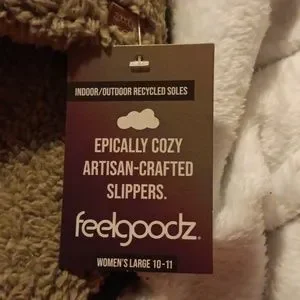 INDOOR/OUTDOOR RECYCLED SOLES
EPICALLY COZY
ARTISAN-CRAFTED
SLIPPERS.
feelgoodz®
WOMEN'S LARGE 10-11